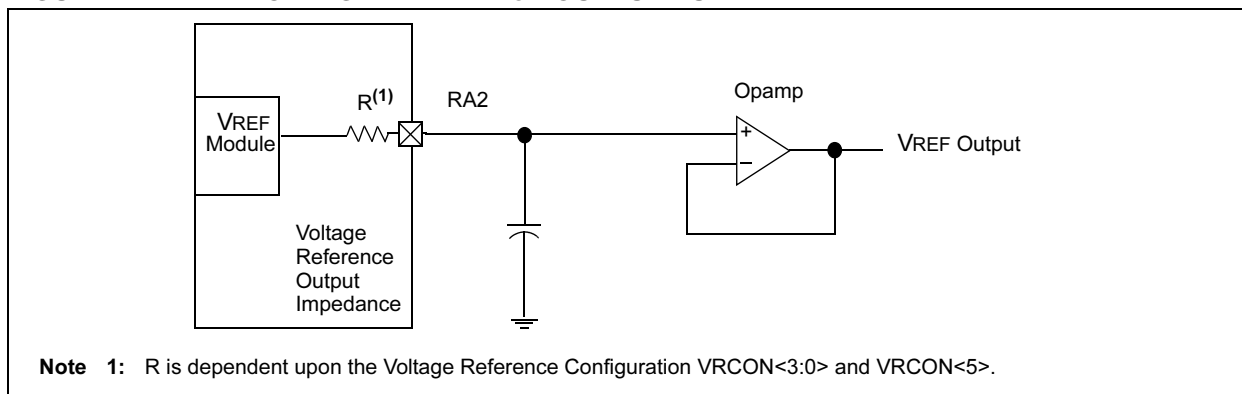 R(1)
RA2
Opamp
VREF
Module
+
−
VREF Output
Voltage
Reference
Output
Impedance
Note 1: R is dependent upon the Voltage Reference Configuration VRCON<3:0> and VRCON<5>.